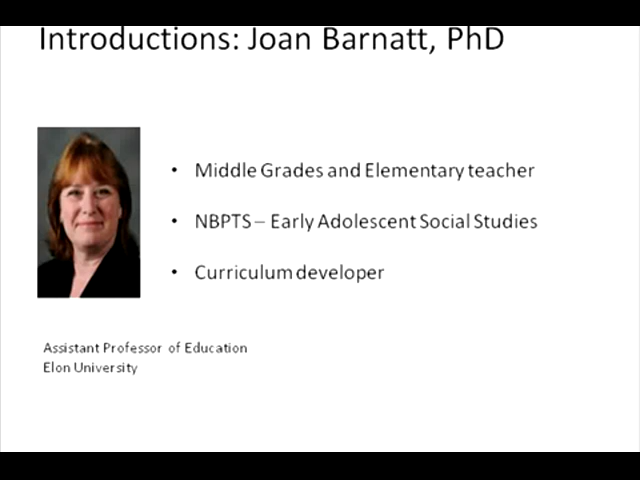 Introductions: Joan Barnatt, PhD
• Middle Grades and Elementary teacher
• NBPTS – Early Adolescent Social Studies
• Curriculum developer
Assistant Professor of Education
Elon University